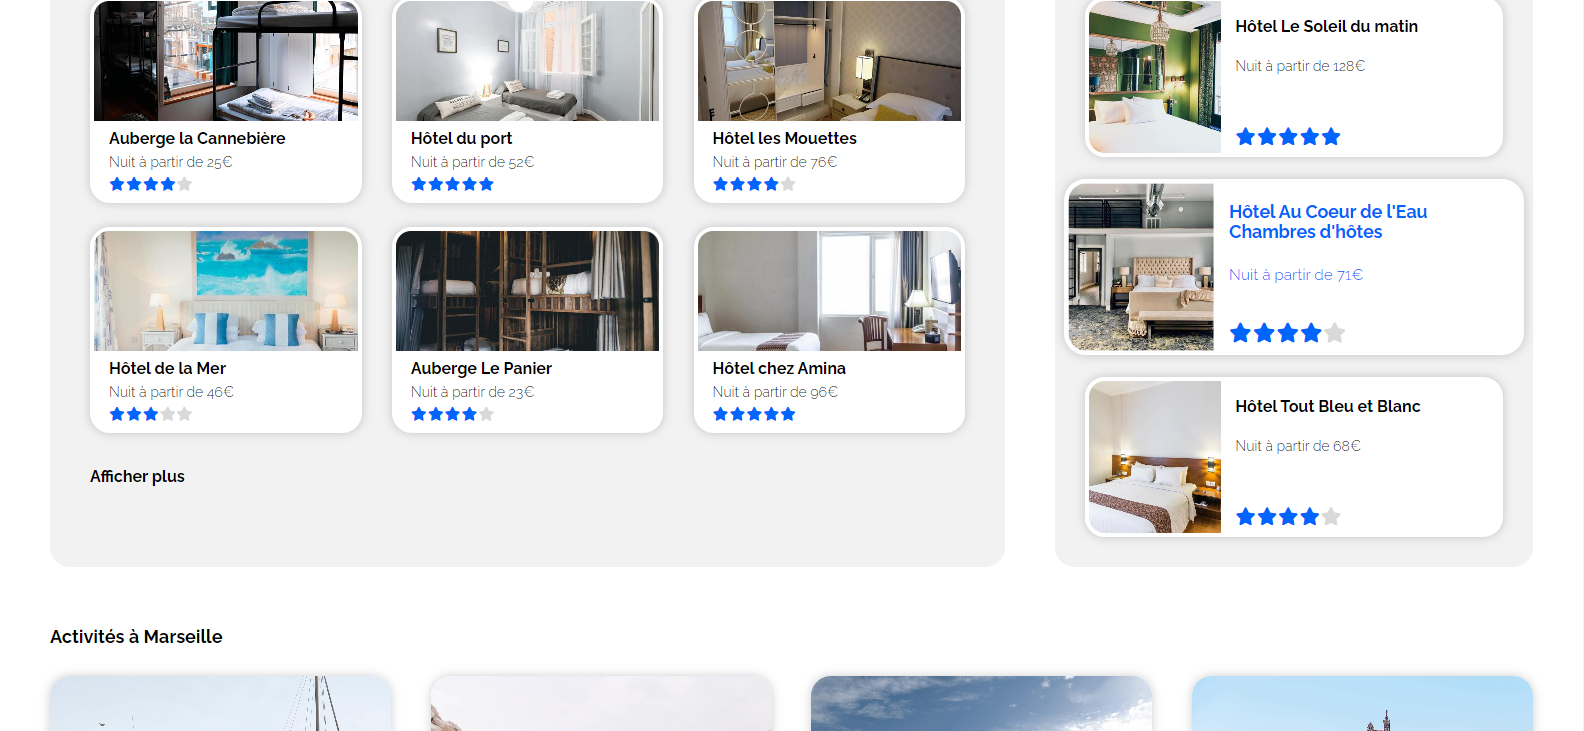 Auberge la Cannebière
Nuit à partir de 25€
Hôtel du port
Nuit à partir de 52€
Hôtel les Mouettes
Nuit à partir de 76€
Hôtel de la Mer
Nuit à partir de 46€
Auberge Le Panier
Nuit à partir de 23€
Hôtel chez Amina
Nuit à partir de 96€
Afficher plus
Hôtel Le Soleil du matin
Nuit à partir de 128€
Hôtel Au Coeur de l'Eau
Chambres d'hôtes
Nuit à partir de 71€
Hôtel Tout Bleu et Blanc
Nuit à partir de 68€
Activités à Marseille